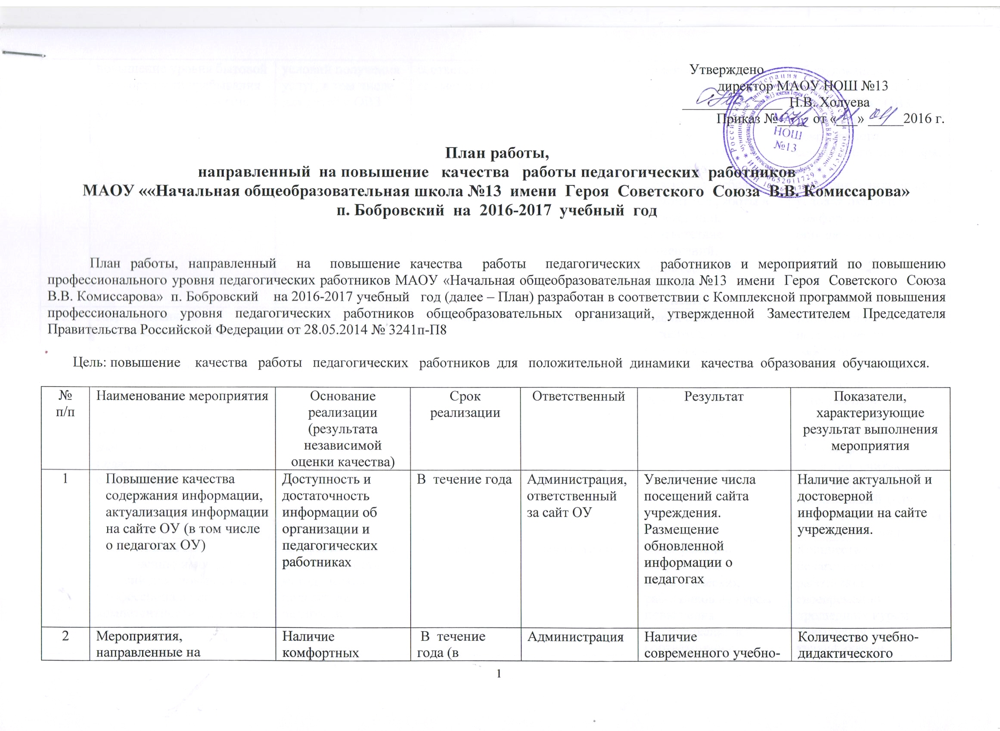 Утверждено
директор МАОУ НОШ №13
Н.В. Холуева
Приказ №____ от «___» _____2016 г.
МАОУ
НОШ
№13
План работы,
направленный на повышение качества работы педагогических работников
МАОУ ««Начальная общеобразовательная школа №13 имени Героя Советского Союза В.В. Комиссарова»
п. Бобровский на 2016-2017 учебный год
План работы, направленный на повышение качества работы педагогических работников и мероприятий по повышению
профессионального уровня педагогических работников МАОУ «Начальная общеобразовательная школа №13 имени Героя Советского Союза
В.В. Комиссарова» п. Бобровский на 2016-2017 учебный год (далее – План) разработан в соответствии с Комплексной программой повышения
профессионального уровня педагогических работников общеобразовательных организаций, утвержденной Заместителем Председателя
Правительства Российской Федерации от 28.05.2014 № 3241п-П8
Цель: повышение качества работы педагогических работников для положительной динамики качества образования обучающихся.
№
п/п
Наименование мероприятия
Основание
реализации
(результата
независимой
оценки качества)
Срок
реализации
Ответственный
Результат
Показатели,
характеризующие
результат выполнения
мероприятия
1
Повышение качества
содержания информации,
актуализация информации
на сайте ОУ (в том числе
о педагогах ОУ)
Доступность и
достаточность
информации об
организации и
педагогических
работниках
В течение года
Администрация,
ответственный
за сайт ОУ
Увеличение числа
посещений сайта
учреждения.
Размещение
обновленной
информации о
педагогах
Наличие актуальной и
достоверной
информации на сайте
учреждения.
2
Мероприятия,
направленные на
Наличие
комфортных
В течение
года (в
Администрация
Наличие
современного учебно-
Количество учебно-
дидактического
1